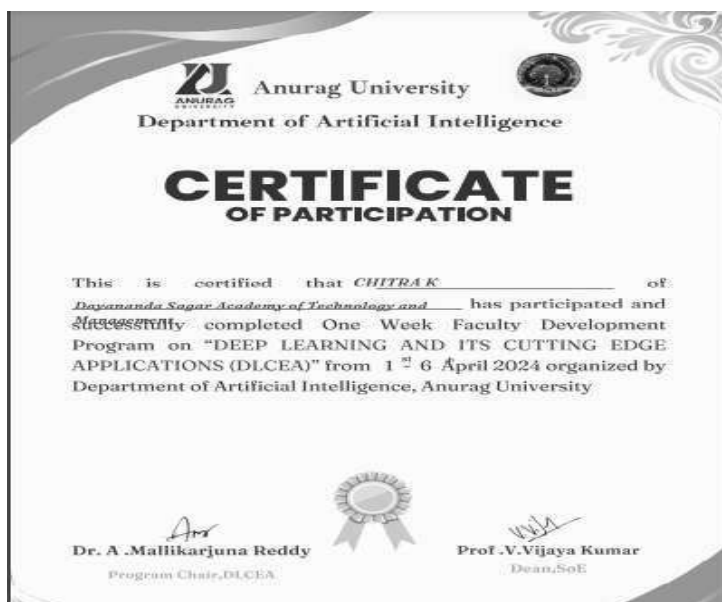 ANURAG
UNIVERSITY
Anurag University
Department of Artificial Intelligence
CERTIFICATE
OF PARTICIPATION
This is certified that CHITRA K of
Dayananda Sagar Academy of Technology and has participated and
Management
successfully completed One Week Faculty Development
Program on “DEEP LEARNING AND ITS CUTTING EDGE
APPLICATIONS (DLCEA)” from 1st - 6 April 2024 organized by
Department of Artificial Intelligence, Anurag University
Dr. A .Mallikarjuna Reddy
Program Chair,DLCEA
Prof .V.Vijaya Kumar
Dean,SoE